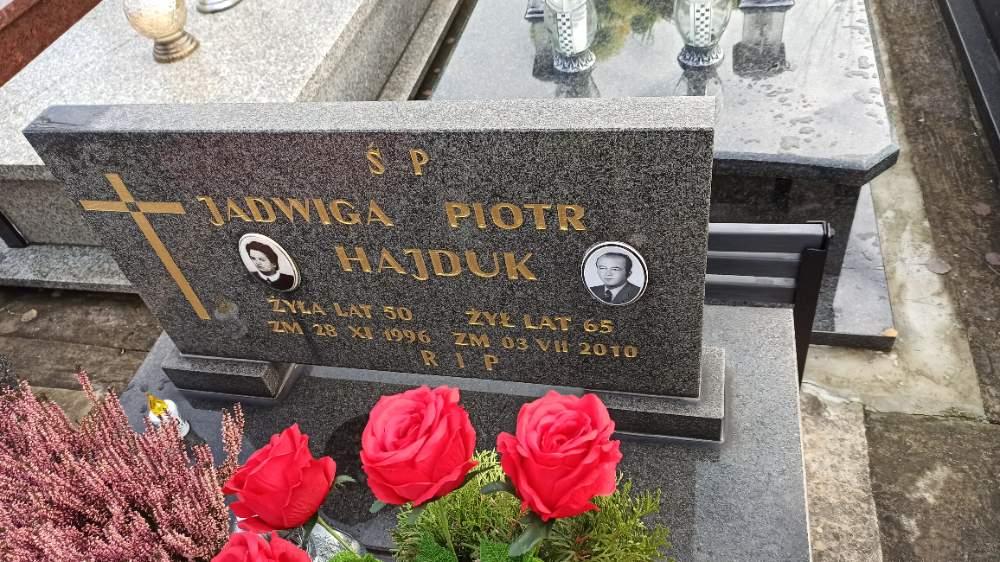 Ś P
JADWIGA PIOTR
HAJDUK
ŻYŁA LAT 50 ŻYŁ LAT 65
ZM 28 XI 1996 ZM 03 VII 2010
R I P